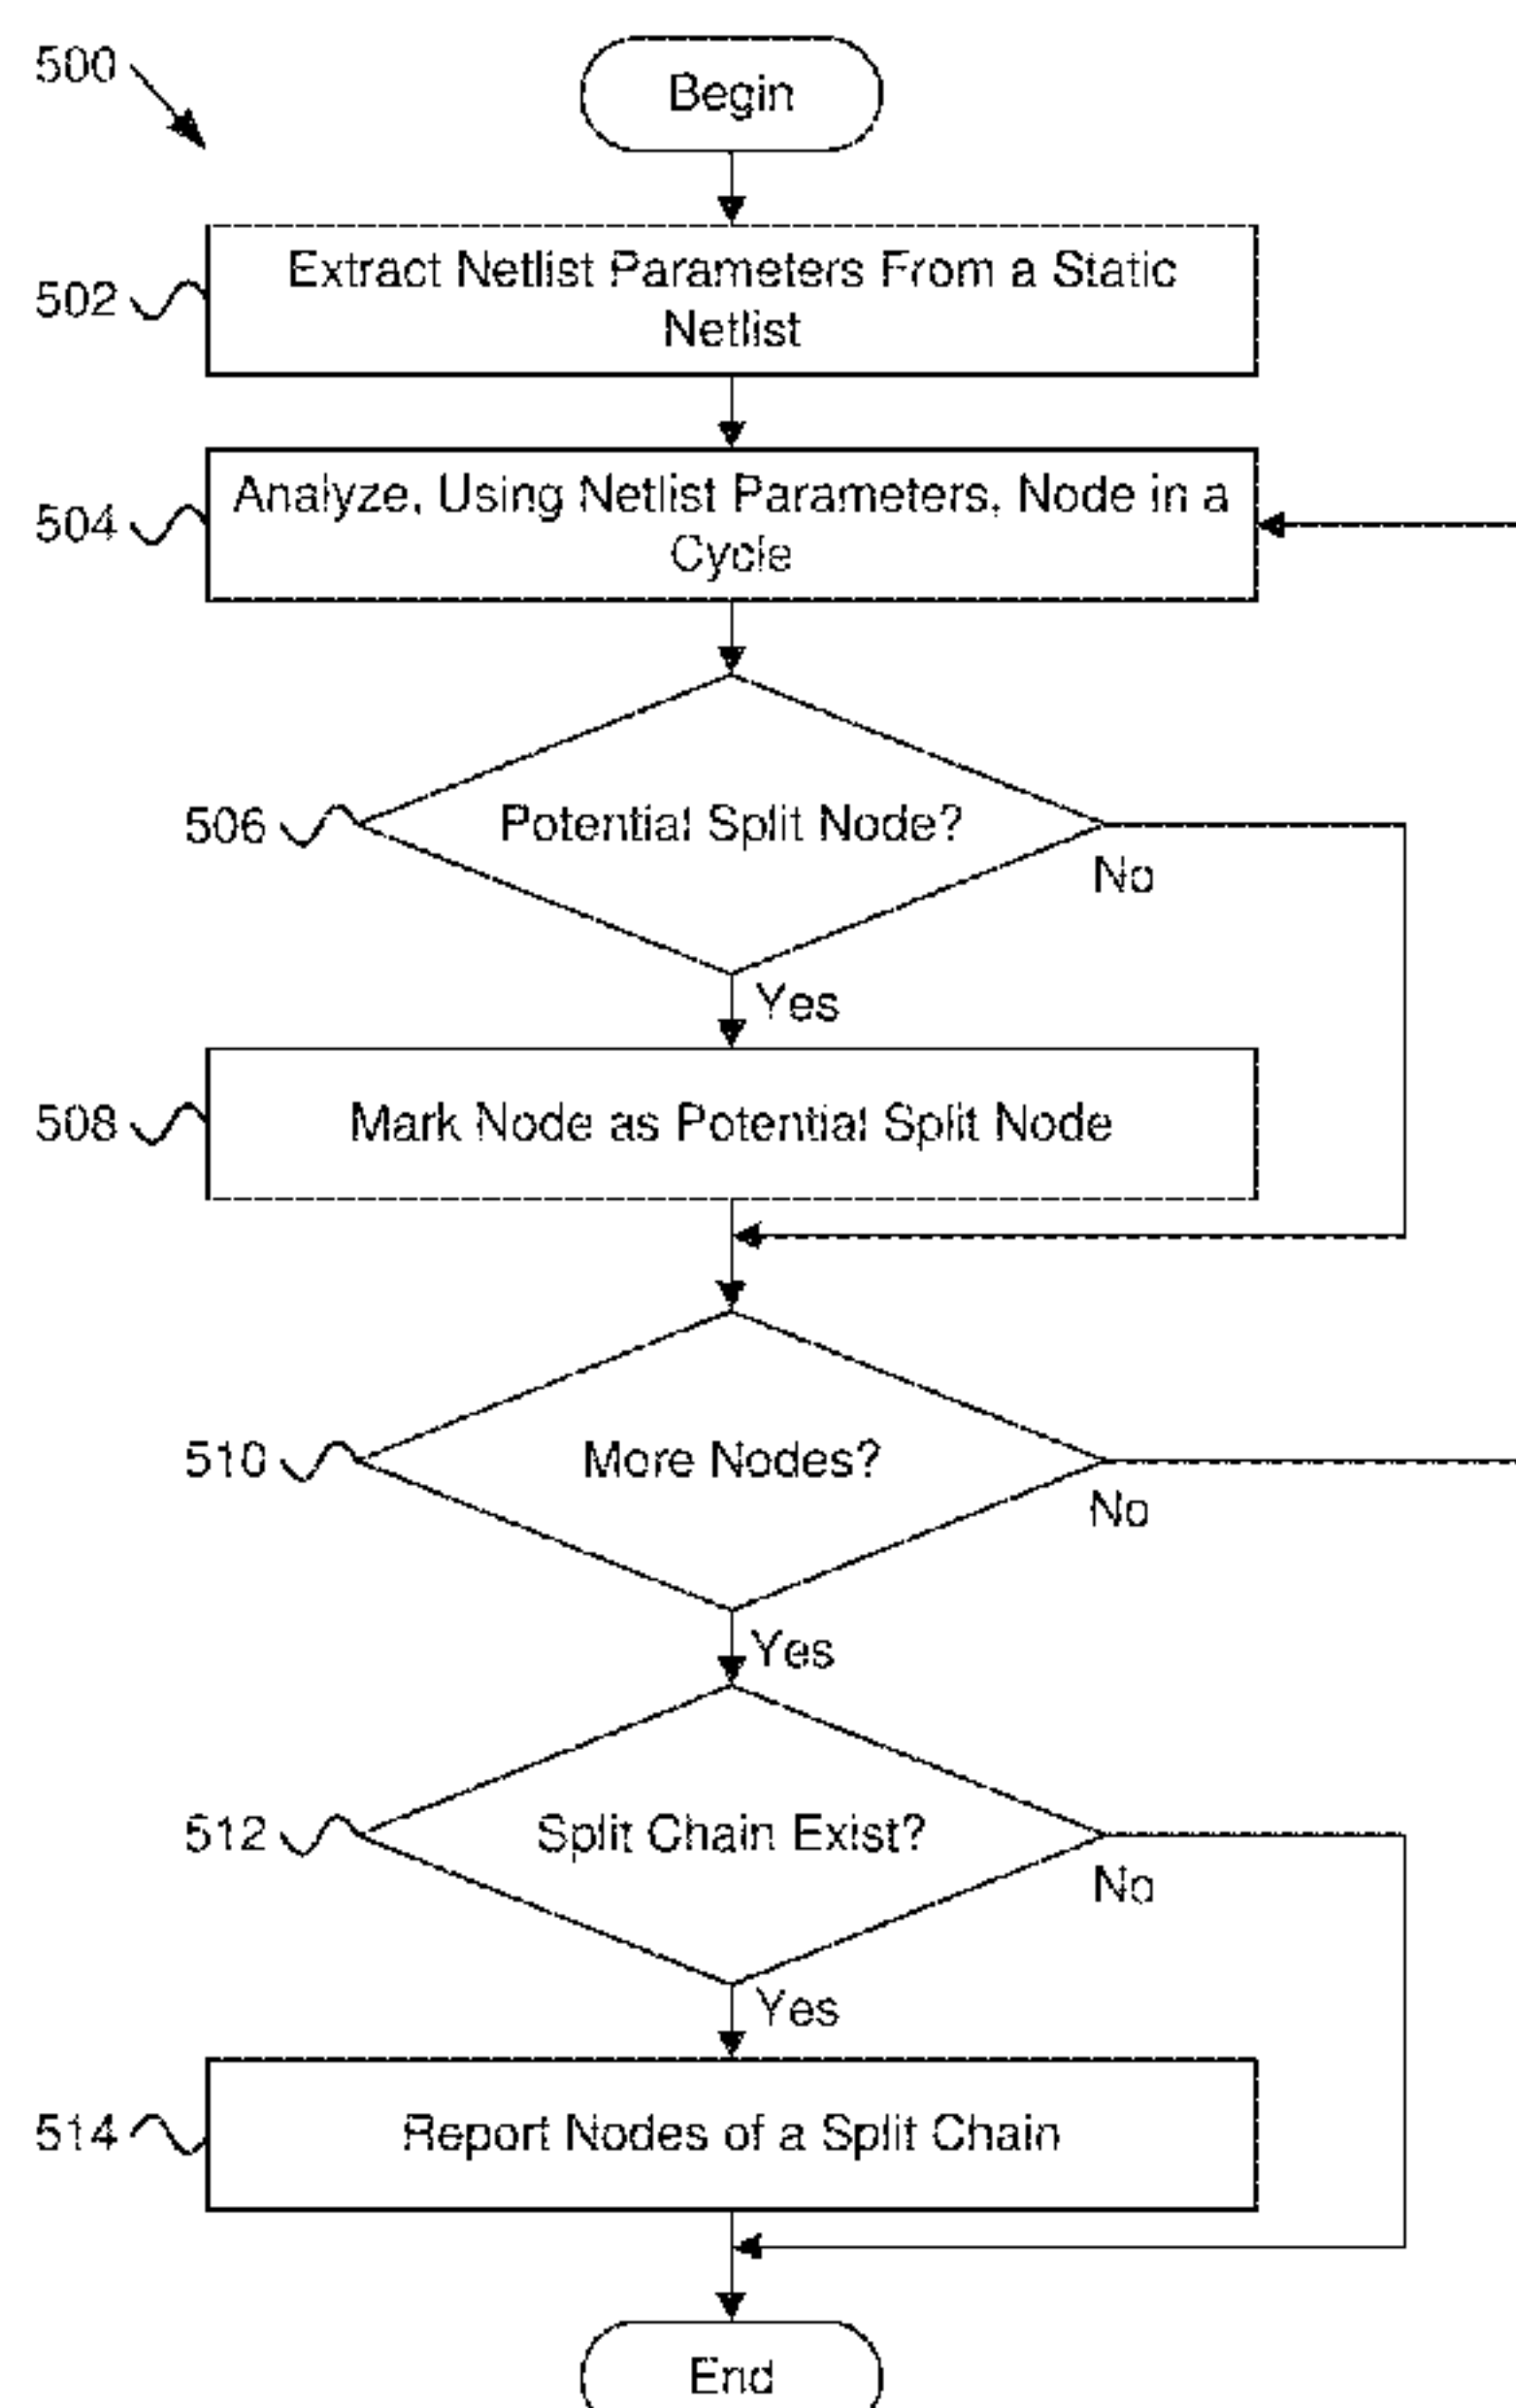 500
Begin
502
Extract Netlist Parameters From a Static
Netlist
504
Analyze, Using Netlist Parameters, Node in a
Cycle
506
Potential Split Node?
No
Yes
508
Mark Node as Potential Split Node
510
More Nodes?
No
Yes
512
Split Chain Exist?
No
Yes
514
Report Nodes of a Split Chain
End